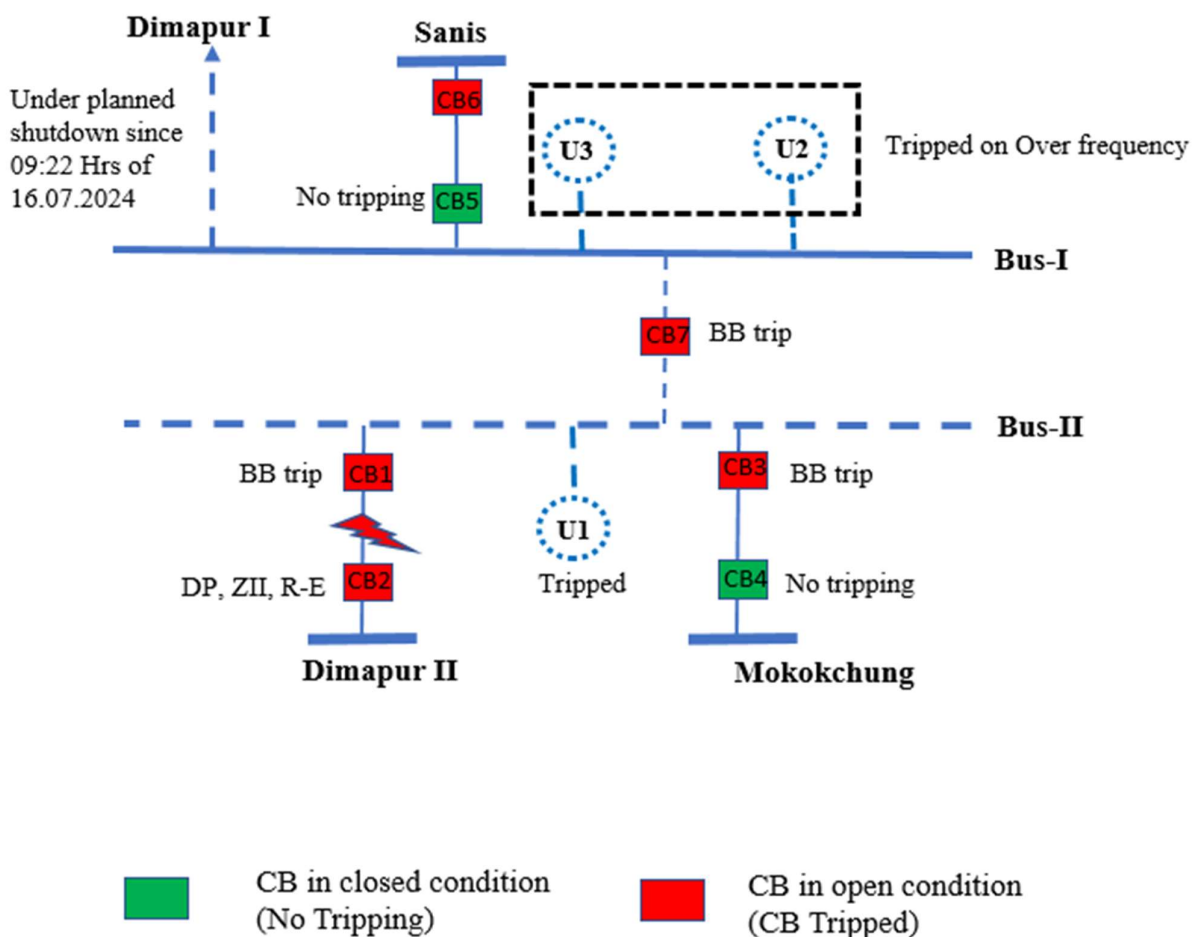 Dimapur I
Sanis
Under planned
shutdown since
09:22 Hrs of
16.07.2024
CB6
U3
U2
Tripped on Over frequency
No tripping
CB5
Bus-I
CB7
BB trip
Bus-II
BB trip
CB1
CB3
BB trip
U1
DP, ZII, R-E
CB2
Tripped
CB4
No tripping
Dimapur II
Mokokchung
CB in closed condition
(No Tripping)
CB in open condition
(CB Tripped)